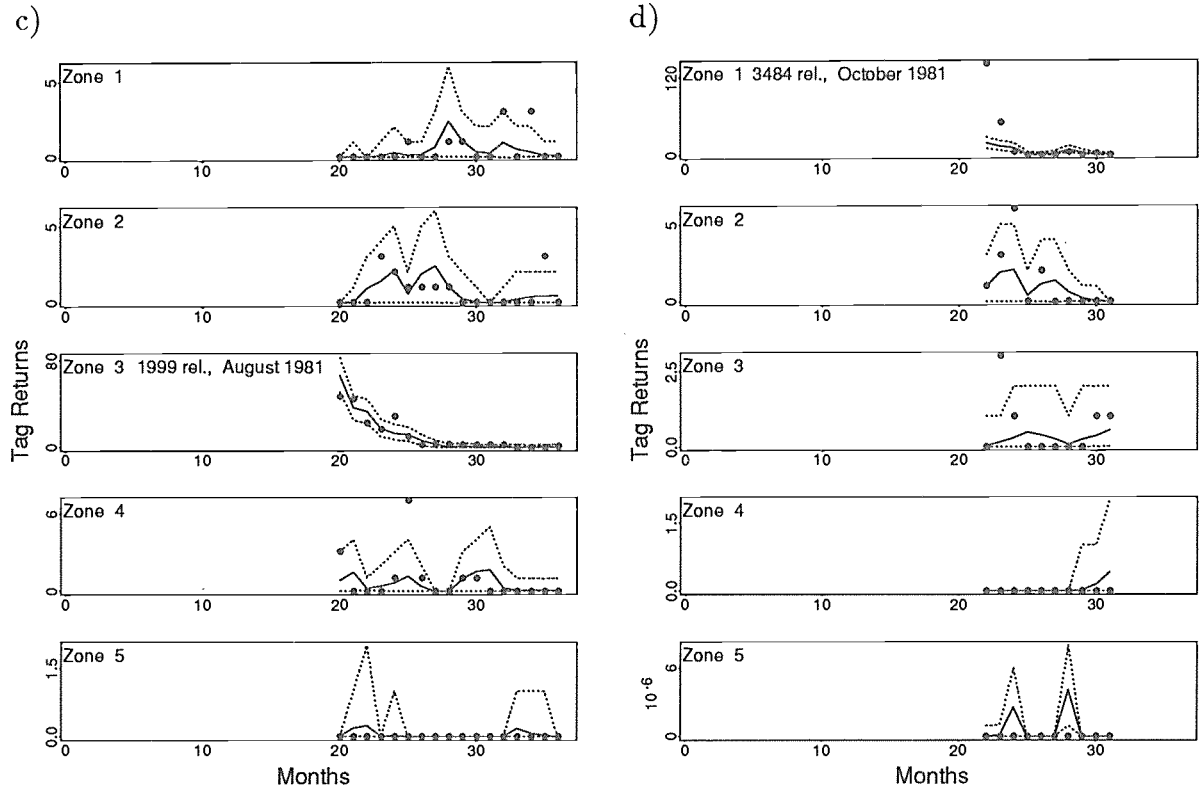 c)
Zone 1
5
0
0 10 20 30
Zone 2
5
0
0 10 20 30
Zone 3 1999 rel., August 1981
80
0
0 10 20 30
Zone 4
6
0
0 10 20 30
Zone 5
1.5
0.0
0 10 20 30
Tag Returns
Months
d)
Zone 1 3484 rel., October 1981
120
0
0 10 20 30
Zone 2
5
0
0 10 20 30
Zone 3
2.5
0.0
0 10 20 30
Zone 4
1.5
0.0
0 10 20 30
Zone 5
10^-6
6
0
0 10 20 30
Tag Returns
Months